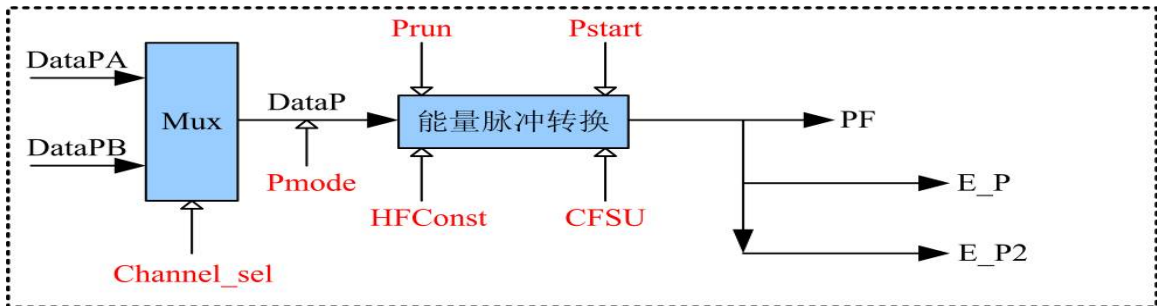 Prun
Pstart
DataPA
DataP
能量脉冲转换
PF
Mux
DataPB
Pmode
HFConst
CFSU
E_P
E_P2
Channel_sel